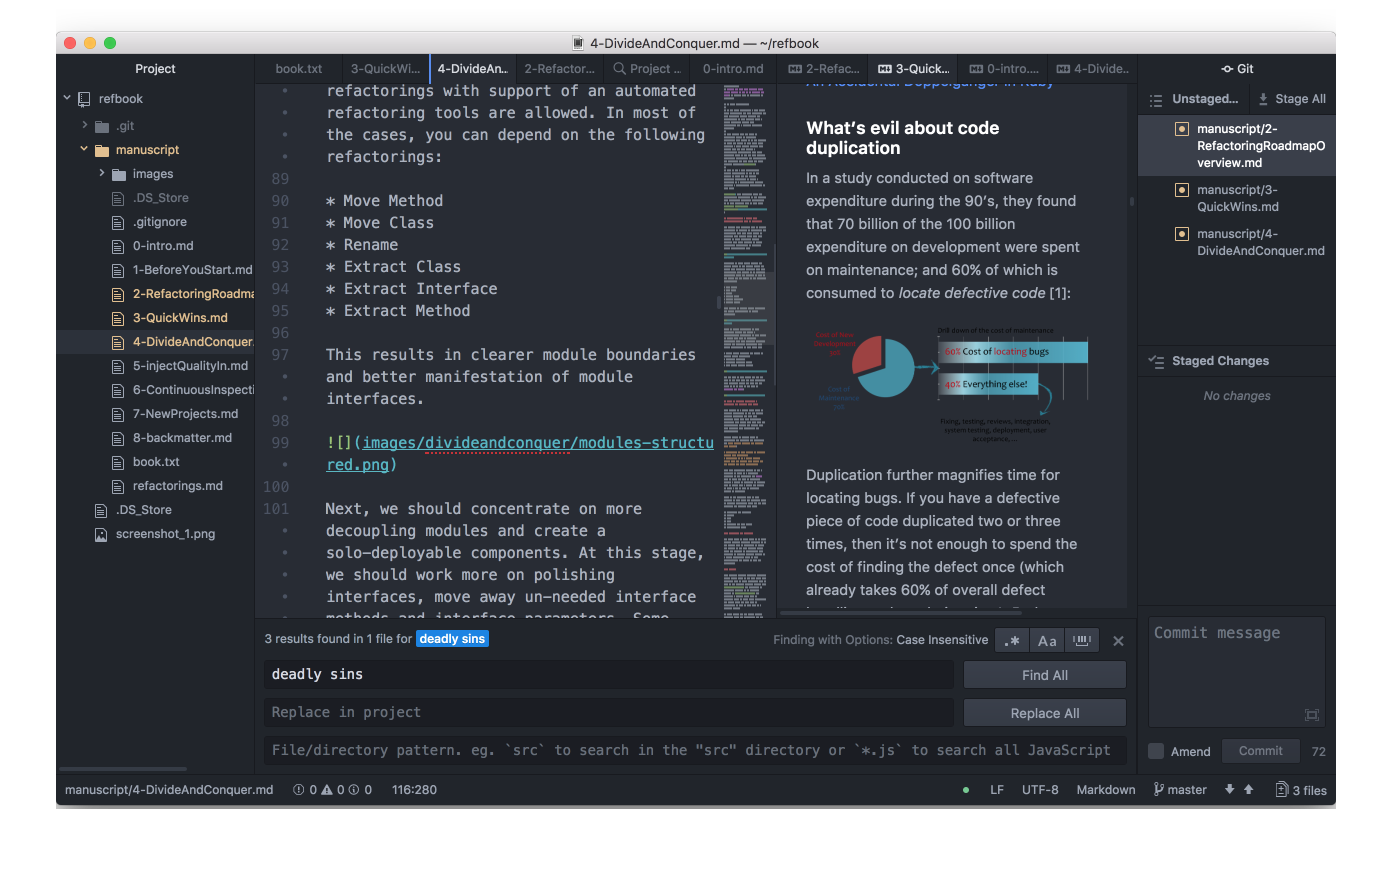 4-DivideAndConquer.md — ~/refbook
Project
refbook
.git
manuscript
images
.DS_Store
.gitignore
0-intro.md
1-BeforeYouStart.md
2-RefactoringRoadma
3-QuickWins.md
4-DivideAndConquer.
5-injectQualityIn.md
6-ContinuousInspecti
7-NewProjects.md
8-backmatter.md
book.txt
refactorings.md
.DS_Store
screenshot_1.png
book.txt
3-QuickWi...
4-DivideAn...
2-Refactor...
Project ...
0-intro.md
refactorings with support of an automated
refactoring tools are allowed. In most of
the cases, you can depend on the following
refactorings:
89
90 * Move Method
91 * Move Class
92 * Rename
93 * Extract Class
94 * Extract Interface
95 * Extract Method
96
97 This results in clearer module boundaries
and better manifestation of module
interfaces.
98
99 ![](images/divideandconquer/modules-structu
red.png)
100
101 Next, we should concentrate on more
decoupling modules and create a
solo-deployable components. At this stage,
we should work more on polishing
interfaces, move away un-needed interface
methods and interface parameters. Some
2-Refac...
3-Quick...
0-intro....
4-Divide..
An Accidental Doppelgänger in Ruby
What's evil about code
duplication
In a study conducted on software
expenditure during the 90's, they found
that 70 billion of the 100 billion
expenditure on development were spent
on maintenance; and 60% of which is
consumed to locate defective code [1]:
Drill down of the cost of maintenance
60% Cost of locating bugs
40% Everything else!
Fixing, testing, reviews, integration,
system testing, deployment, user
acceptance, ...
Duplication further magnifies time for
locating bugs. If you have a defective
piece of code duplicated two or three
times, then it's not enough to spend the
cost of finding the defect once (which
already takes 60% of overall defect
Git
Unstaged...
Stage All
manuscript/2-
RefactoringRoadmapO
verview.md
manuscript/3-
QuickWins.md
manuscript/4-
DivideAndConquer.md
Staged Changes
No changes
Commit message
Amend
Commit
72
3 results found in 1 file for deadly sins
Finding with Options: Case Insensitive
.*
Aa
deadly sins
Find All
Replace in project
Replace All
File/directory pattern. eg. `src` to search in the "src" directory or `*.js` to search all JavaScript
manuscript/4-DivideAndConquer.md
0
0
0
116:280
LF
UTF-8
Markdown
master
3 files